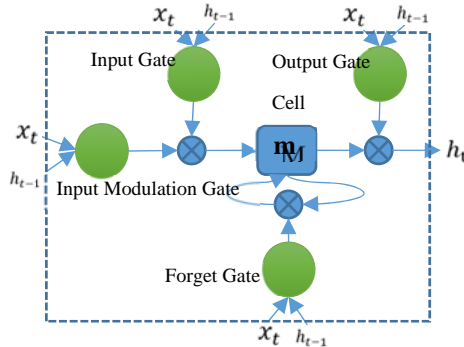 x_t h_{t-1} x_t h_{t-1}
Input Gate Output Gate
Cell
x_t h_{t-1}
Input Modulation Gate
h_t
Forget Gate
x_t h_{t-1}